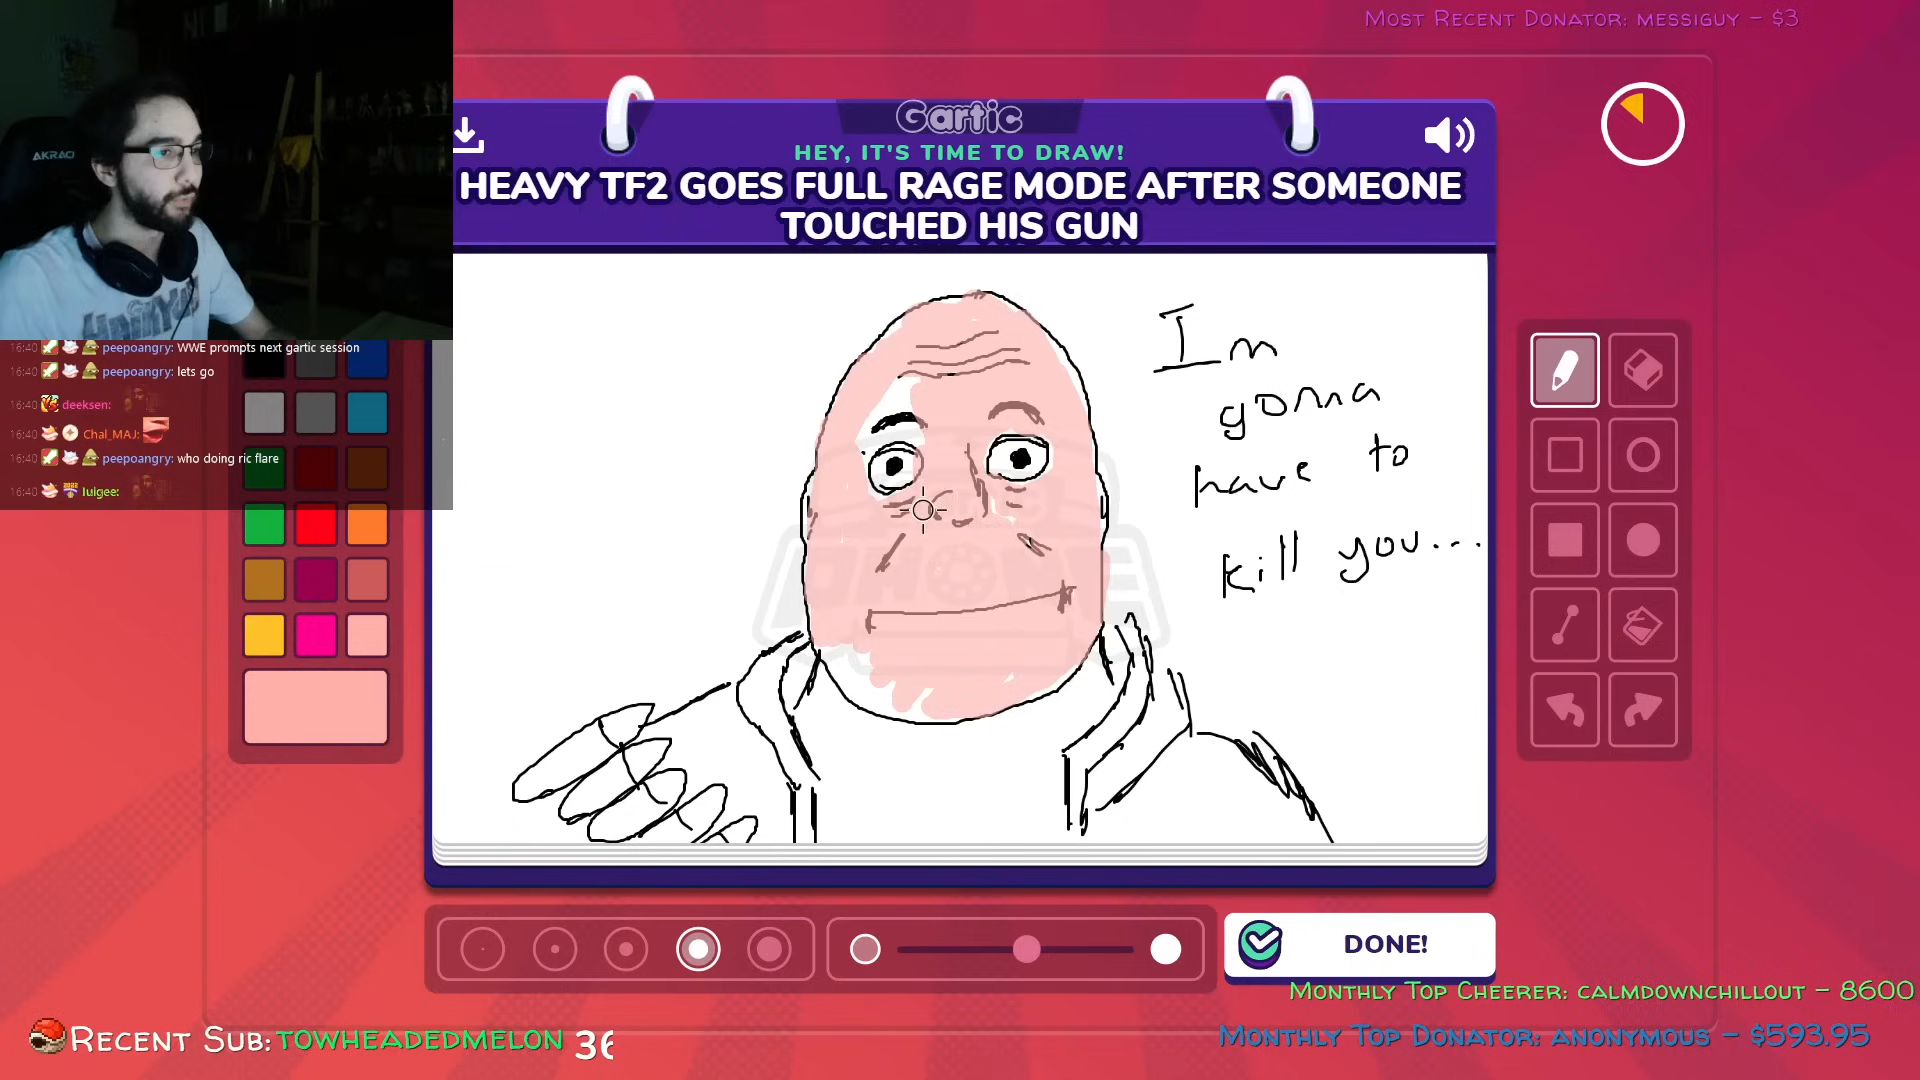 MOST RECENT DONATOR: MESSIGUY - $3
Gartic
HEY, IT'S TIME TO DRAW!
HEAVY TF2 GOES FULL RAGE MODE AFTER SOMEONE
TOUCHED HIS GUN
AKRACI
16:40 peepoangry: WWE prompts next gartic session
16:40 peepoangry: lets go
16:40 deeksen:
16:40 Chal_MAJ:
16:40 peepoangry: who doing ric flare
16:40 luigee:
Im
gonna
have to
kill you...
PHONE
DONE!
MONTHLY TOP CHEERER: CALMDOWNCHILLOUT - 8600
RECENT SUB: TOWHEADEDMELON 36
MONTHLY TOP DONATOR: ANONYMOUS - $593.95